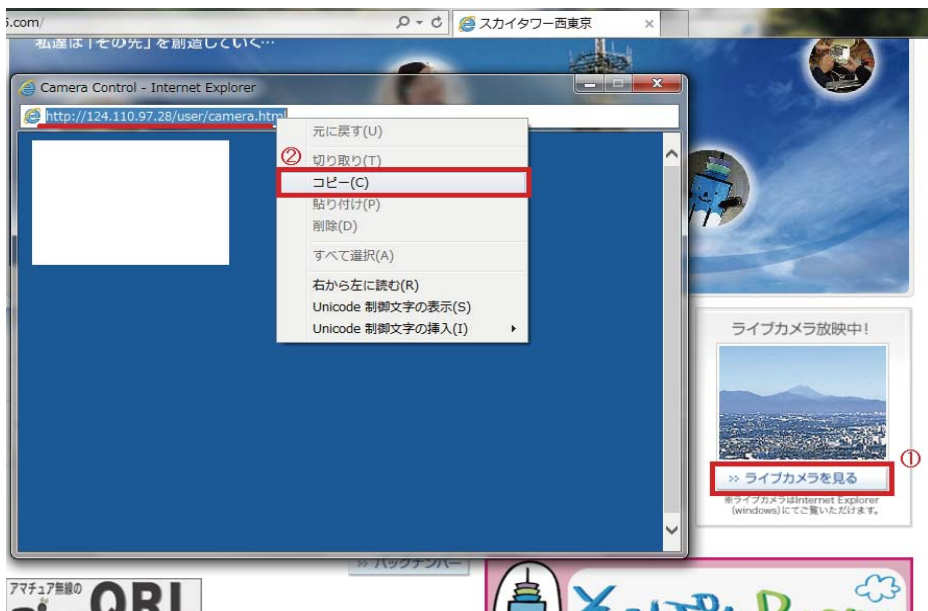 5.com/
スカイタワー西東京
私達は「その先」を創造していく…
Camera Control - Internet Explorer
http://124.110.97.28/user/camera.html
元に戻す(U)
②
切り取り(T)
コピー(C)
貼り付け(P)
削除(D)
すべて選択(A)
右から左に読む(R)
Unicode 制御文字の表示(S)
Unicode 制御文字の挿入(I)
ライブカメラ放映中!
①
ライブカメラを見る
※ライブカメラはInternet Explorer
(windows)にてご覧いただけます。
バックナンバー
アマチュア無線の
QRL